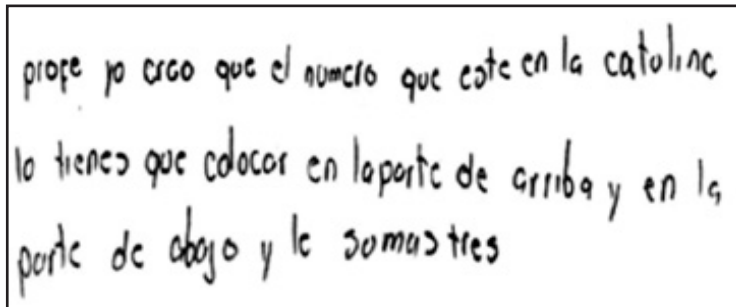 profe yo creo que el numero que este en la catulina
lo tienes que colocar en la parte de arriba y en la
parte de abajo y le somas tres